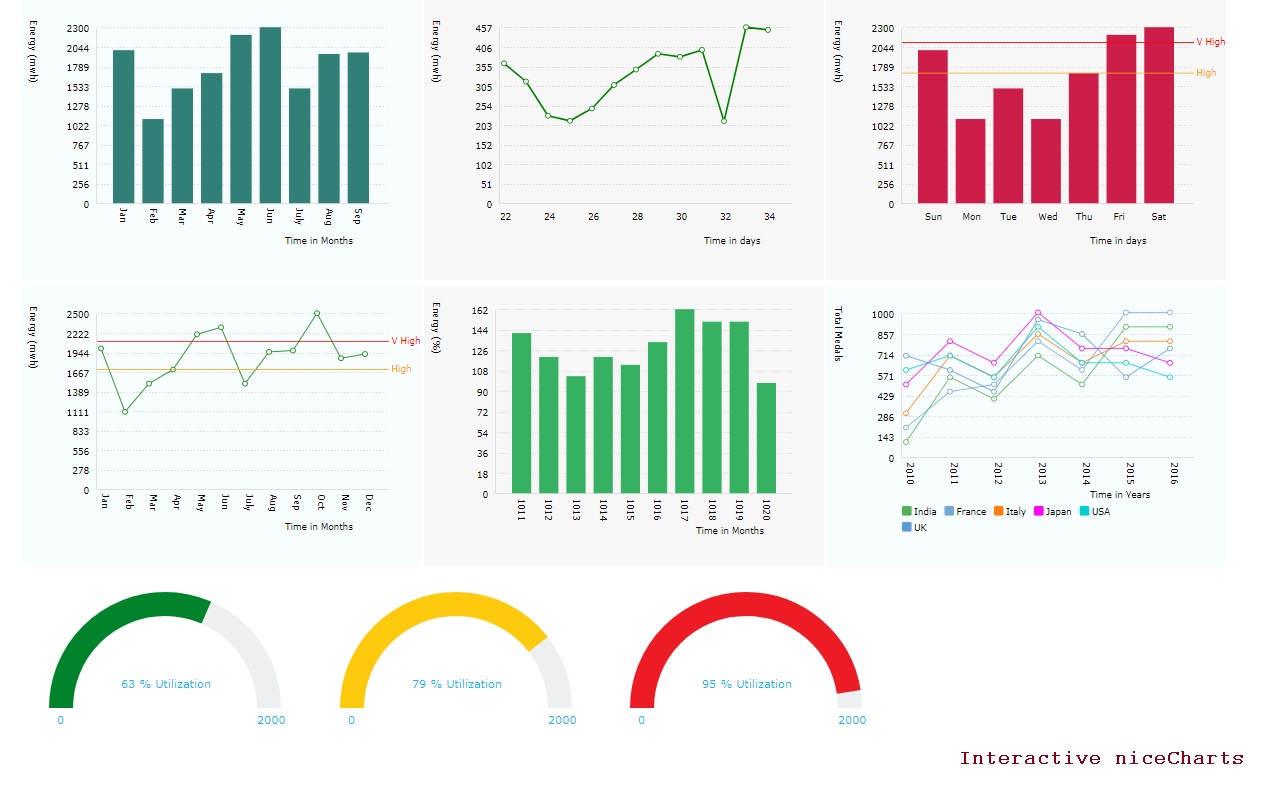 Energy (mwh)
2300
2044
1789
1533
1278
1022
767
511
256
0
Jan Feb Mar Apr May Jun July Aug Sep
Time in Months
Energy (mwh)
457
406
355
305
254
203
152
102
51
0
22 24 26 28 30 32 34
Time in days
Energy (mwh)
2300
2044
1789
1533
1278
1022
767
511
256
0
V High
High
Sun Mon Tue Wed Thu Fri Sat
Time in days
Energy (mwh)
2500
2222
1944
1667
1389
1111
833
556
278
0
V High
High
Jan Feb Mar Apr May Jun July Aug Sep Oct Nov Dec
Time in Months
Energy (%)
162
144
126
108
90
72
54
36
18
0
1011 1012 1013 1014 1015 1016 1017 1018 1019 1020
Time in Months
Total Medals
1000
857
714
571
429
286
143
0
2010 2011 2012 2013 2014 2015 2016
Time in Years
India France Italy Japan USA
UK
63 % Utilization
0 2000
79 % Utilization
0 2000
95 % Utilization
0 2000
Interactive niceCharts